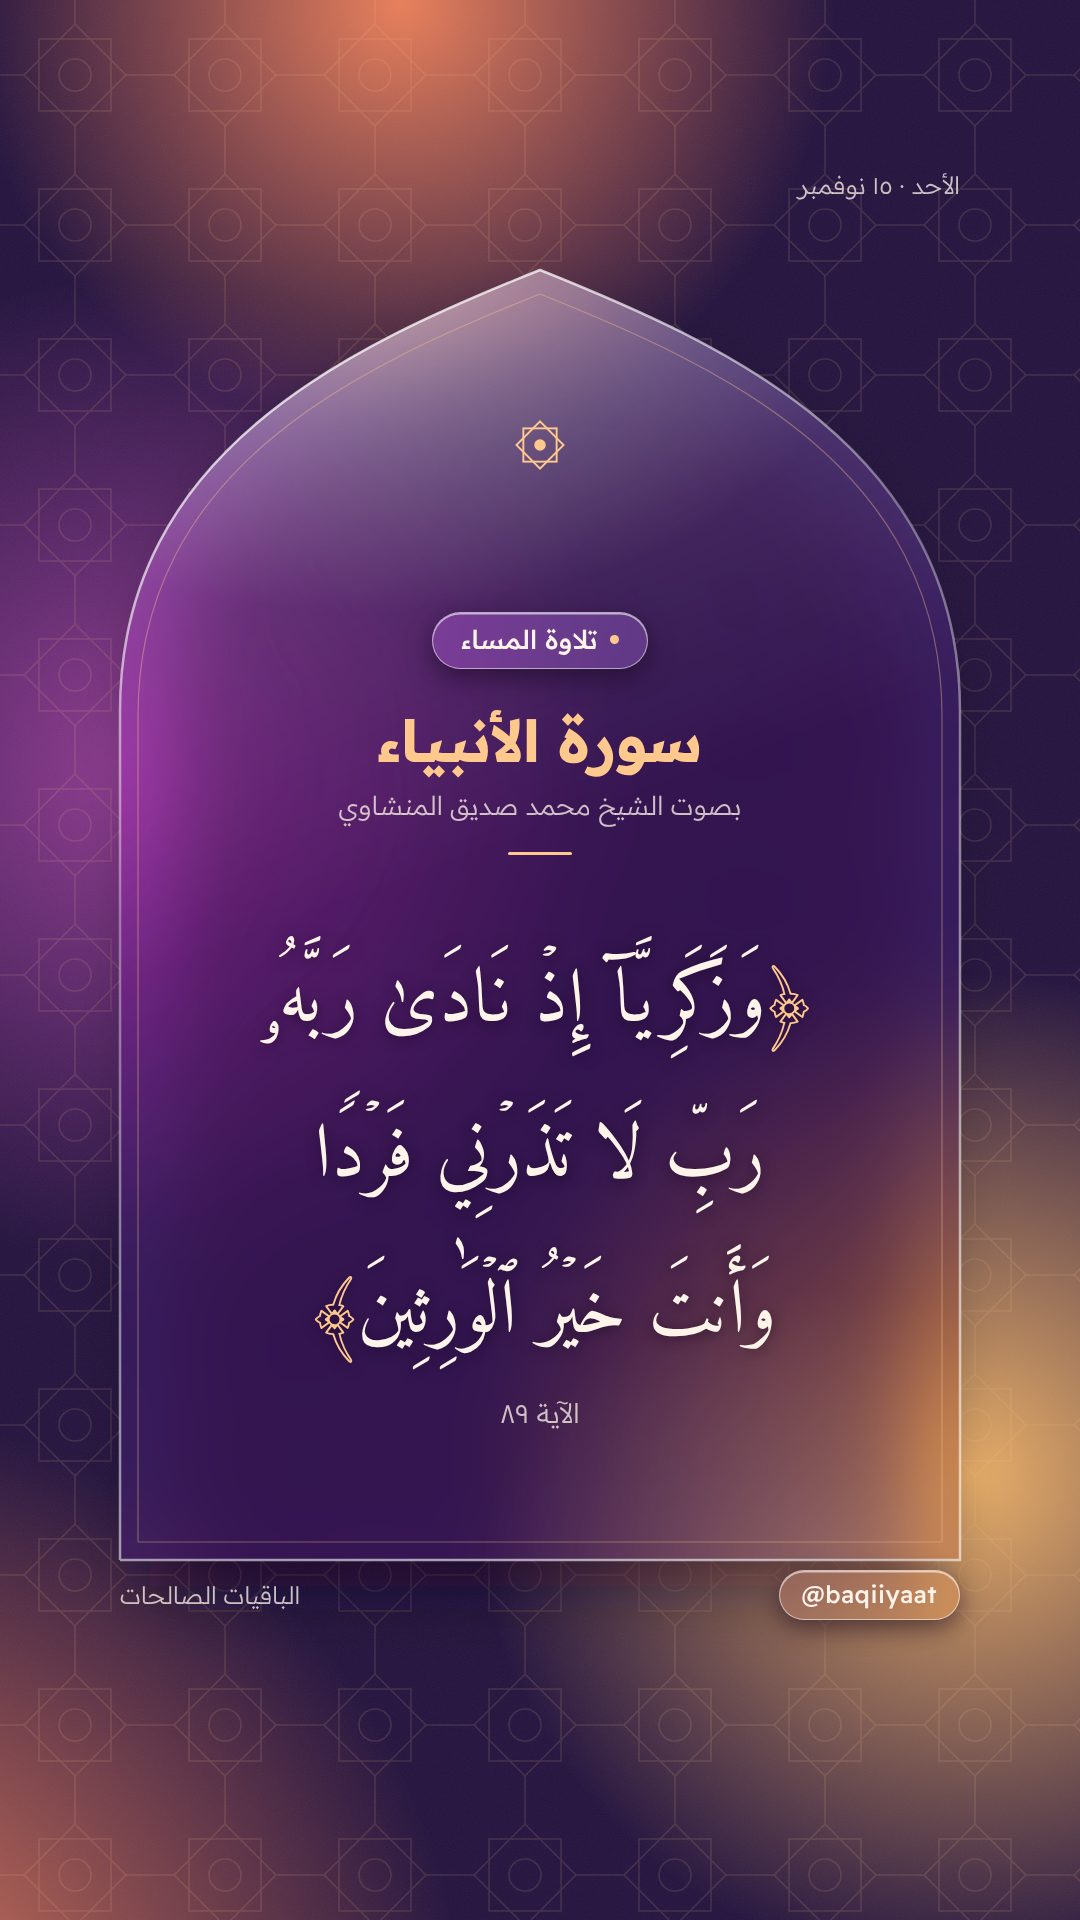 الأحد · ١٥ نوفمبر
تلاوة المساء
سورة الأنبياء
بصوت الشيخ محمد صديق المنشاوي
﴿وَزَكَرِيَّآ إِذۡ نَادَىٰ رَبَّهُۥ
رَبِّ لَا تَذَرۡنِي فَرۡدٗا
وَأَنتَ خَيۡرُ ٱلۡوَٰرِثِينَ﴾
الآية ٨٩
@baqiiyaat
الباقيات الصالحات